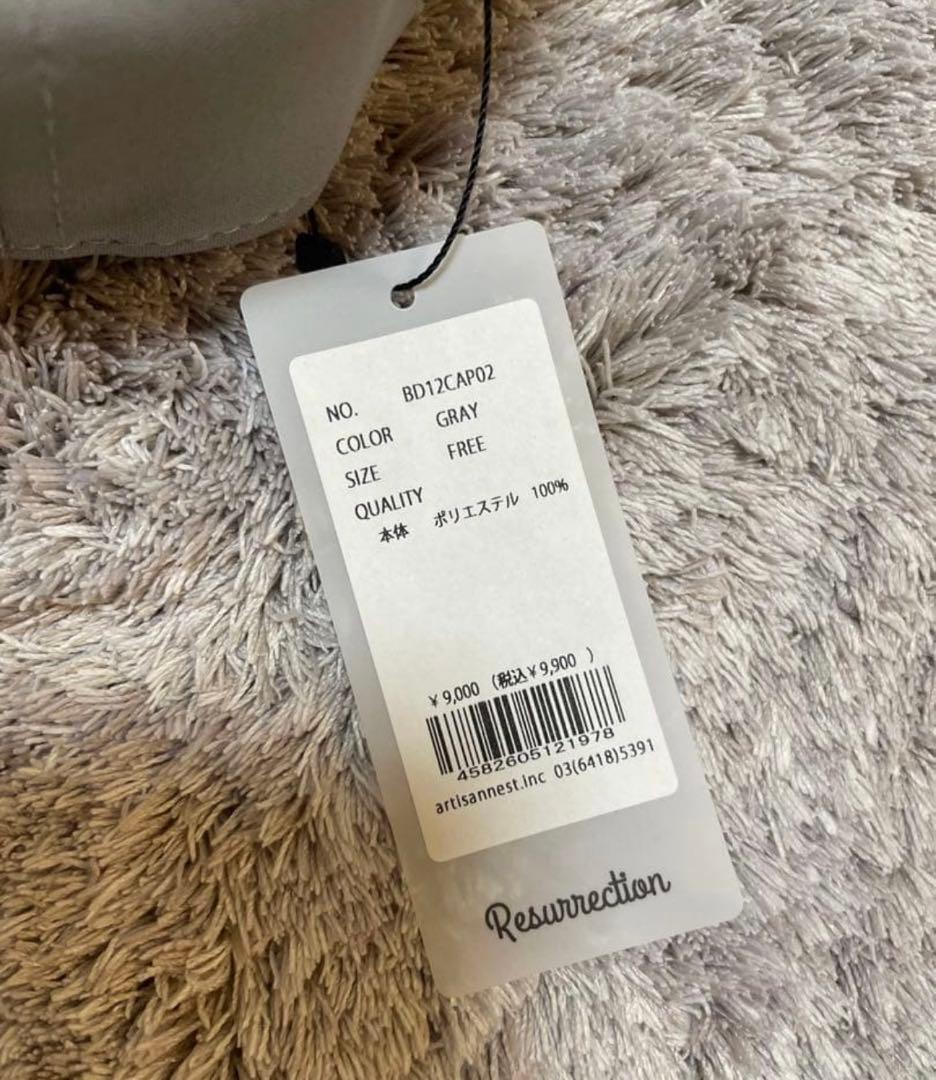 NO. BD12CAP02
COLOR GRAY
SIZE FREE
QUALITY
本体 ポリエステル 100%
¥9,000 (税込¥9,900 )
4582605121978
artisannest.inc 03(6418)5391
Resurrection